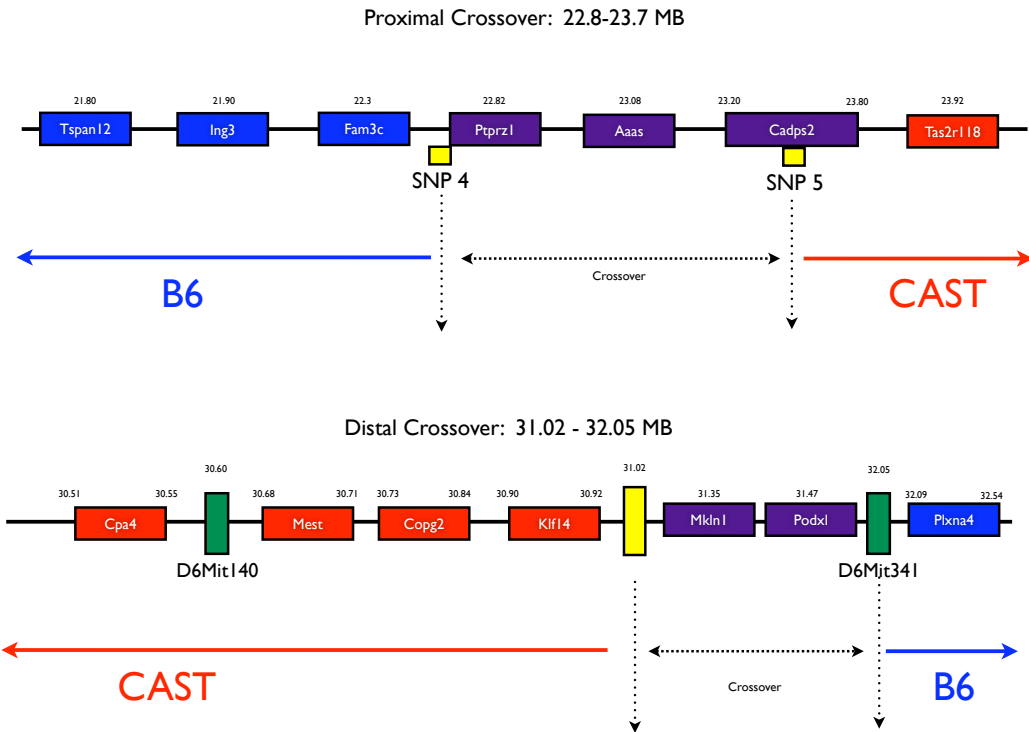 Proximal Crossover: 22.8-23.7 MB
21.80 21.90 22.3 22.82 23.08 23.20 23.80 23.92
Tspan12 Ing3 Fam3c Ptprz1 Aaas Cadps2 Tas2r118
SNP 4 SNP 5
Crossover
B6 CAST
Distal Crossover: 31.02 - 32.05 MB
30.60 31.02 32.05
30.51 30.55 30.68 30.71 30.73 30.84 30.90 30.92 31.35 31.47 32.09 32.54
Cpa4 Mest Copg2 Klf14 Mkln1 Podxl Plxna4
D6Mit140 D6Mit341
Crossover
CAST B6